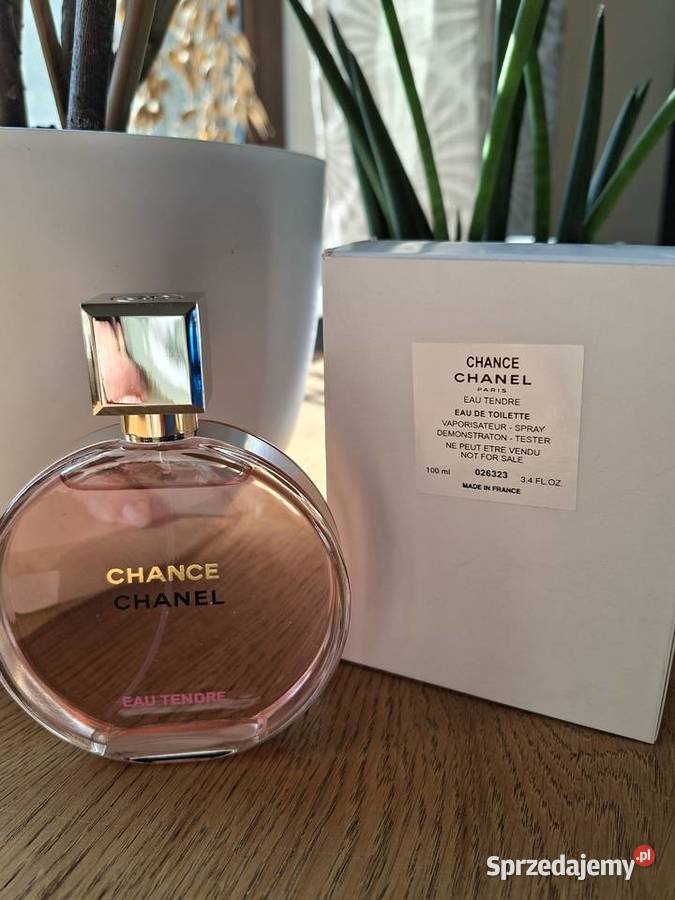 CHANCE
CHANEL
EAU TENDRE
CHANCE
CHANEL
PARIS
EAU TENDRE
EAU DE TOILETTE
VAPORISATEUR - SPRAY
DEMONSTRATON - TESTER
NE PEUT ETRE VENDU
NOT FOR SALE
100 ml 026323 3.4 FL.OZ.
MADE IN FRANCE
Sprzedajemy.pl